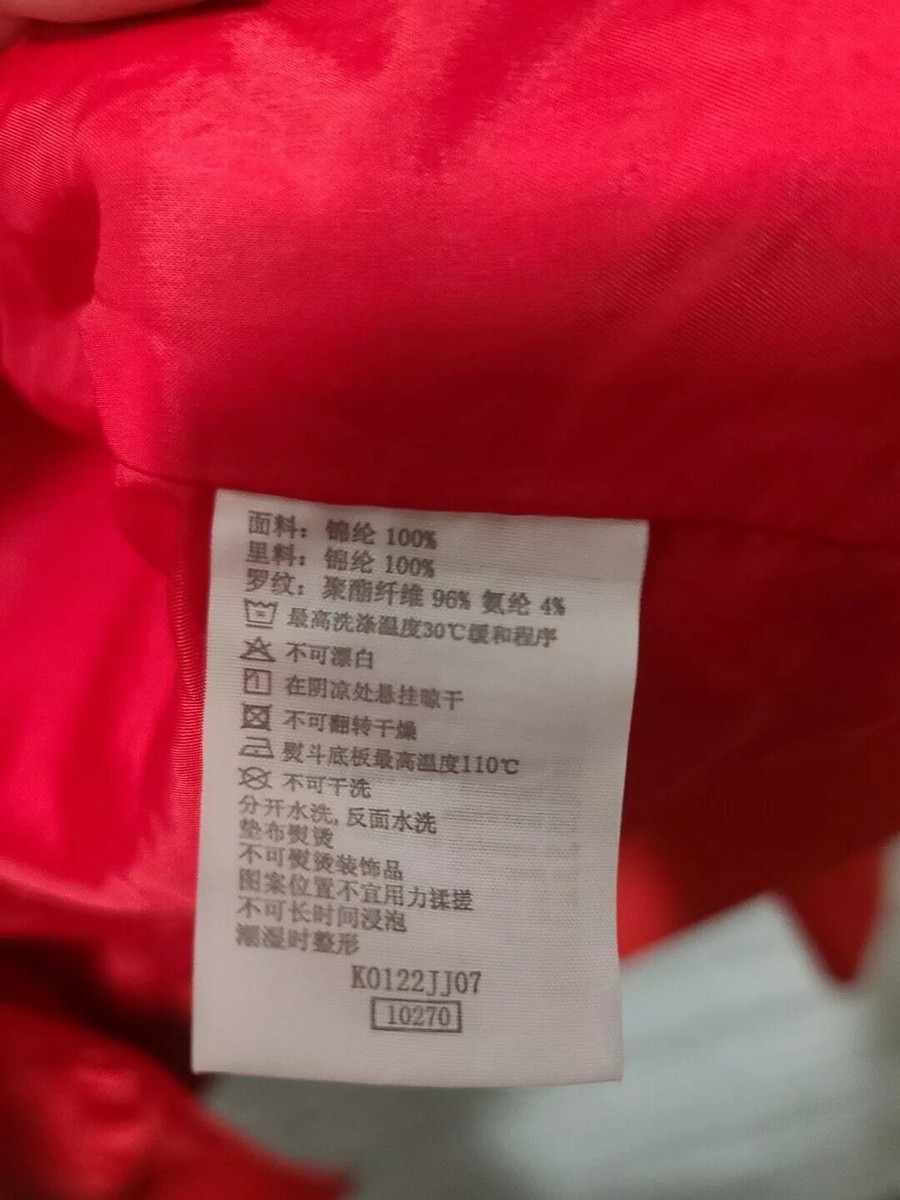 面料：锦纶 100%
里料：锦纶 100%
罗纹：聚酯纤维 96% 氨纶 4%
最高洗涤温度30℃缓和程序
不可漂白
在阴凉处悬挂晾干
不可翻转干燥
熨斗底板最高温度110℃
不可干洗
分开水洗,反面水洗
垫布熨烫
不可熨烫装饰品
图案位置不宜用力揉搓
不可长时间浸泡
潮湿时整形
K0122JJ07
10270